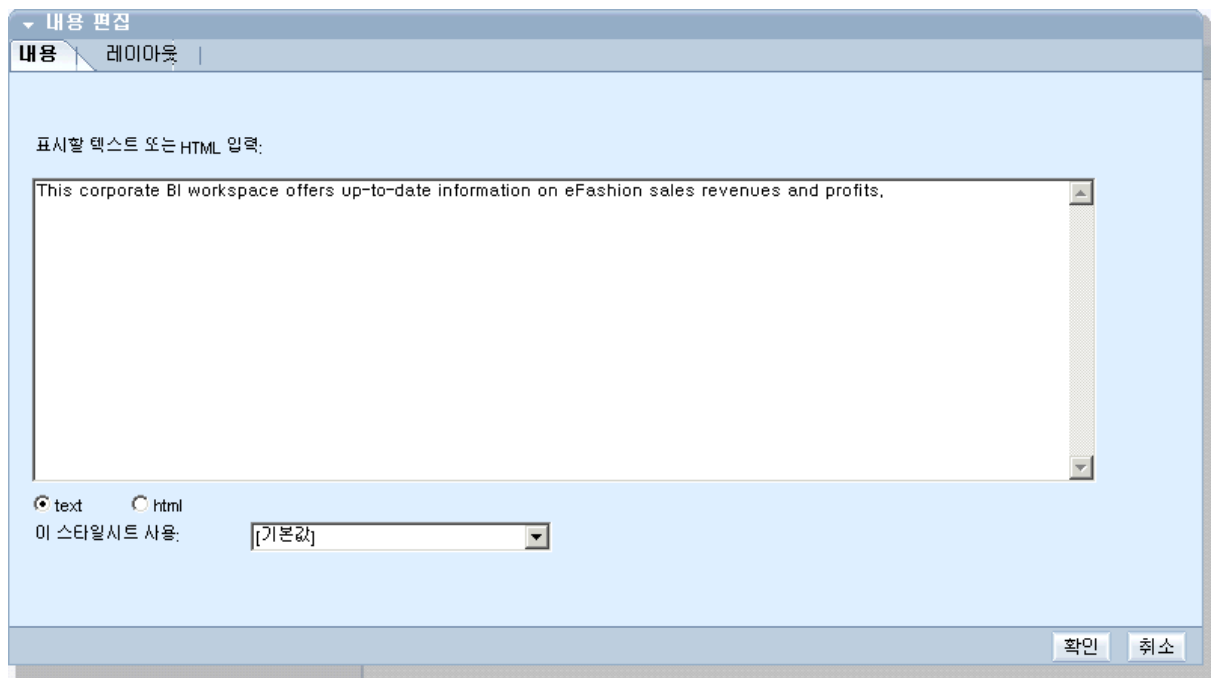 내용 편집
내용 | 레이아웃 |
표시할 텍스트 또는 HTML 입력:
This corporate BI workspace offers up-to-date information on eFashion sales revenues and profits.
text html
이 스타일시트 사용: [기본값]
확인 취소